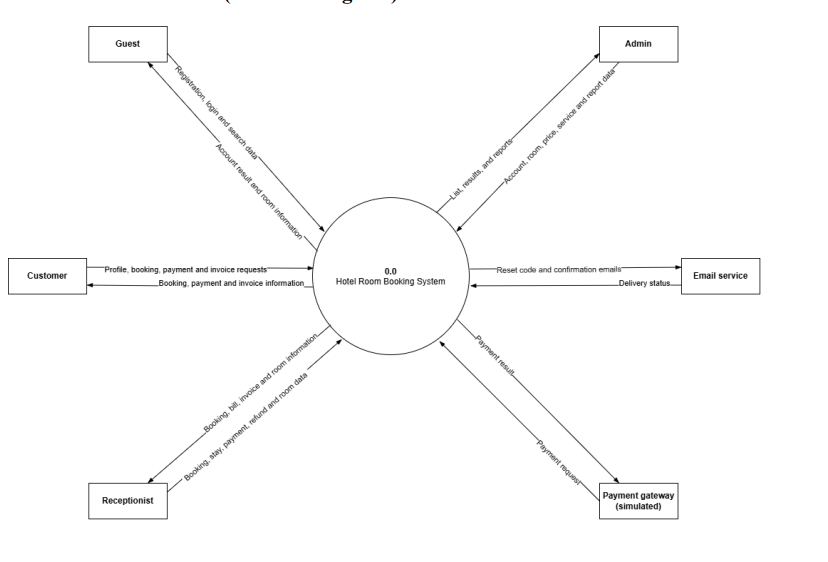 Guest
Admin
Registration, login and search data
Account result and room information
List, results, and reports
Account, room, price, service and report data
0.0
Hotel Room Booking System
Customer
Profile, booking, payment and invoice requests
Booking, payment and invoice information
Reset code and confirmation emails
Delivery status
Email service
Booking, bill, invoice and room information
Booking, stay, payment, refund and room data
Payment result
Payment request
Receptionist
Payment gateway
(simulated)